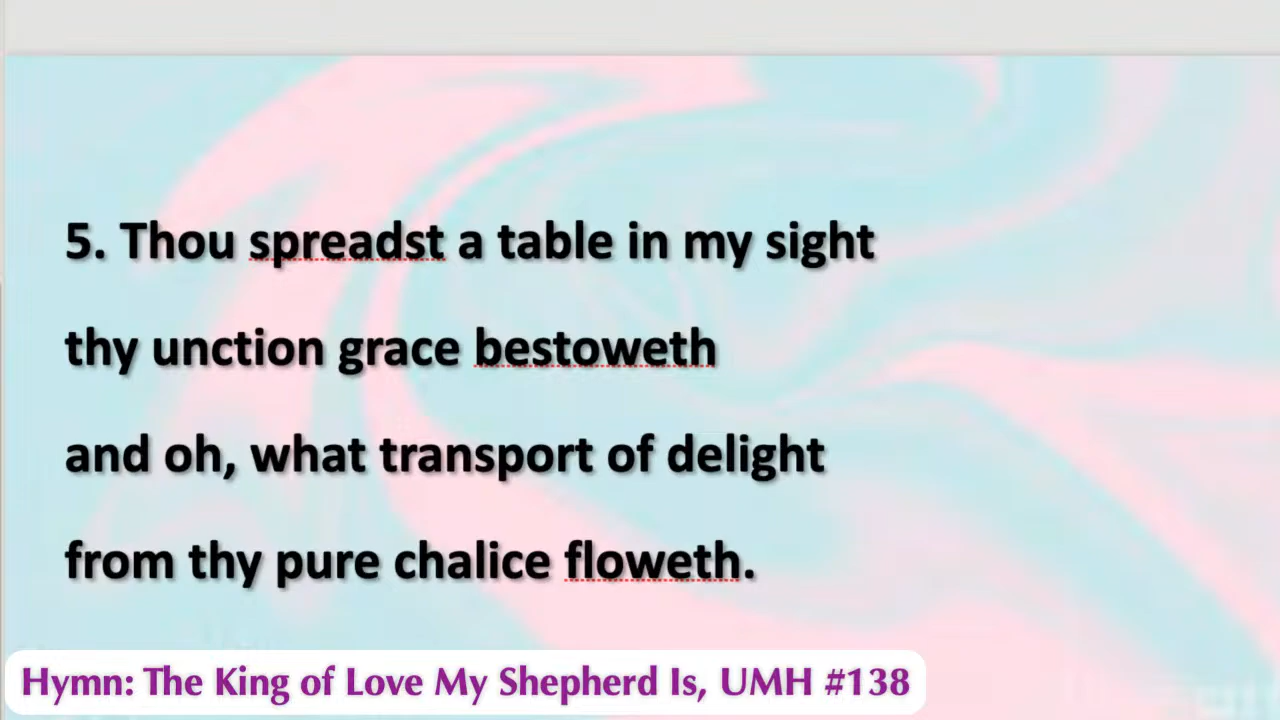 5. Thou spreadst a table in my sight
thy unction grace bestoweth
and oh, what transport of delight
from thy pure chalice floweth.
Hymn: The King of Love My Shepherd Is, UMH #138